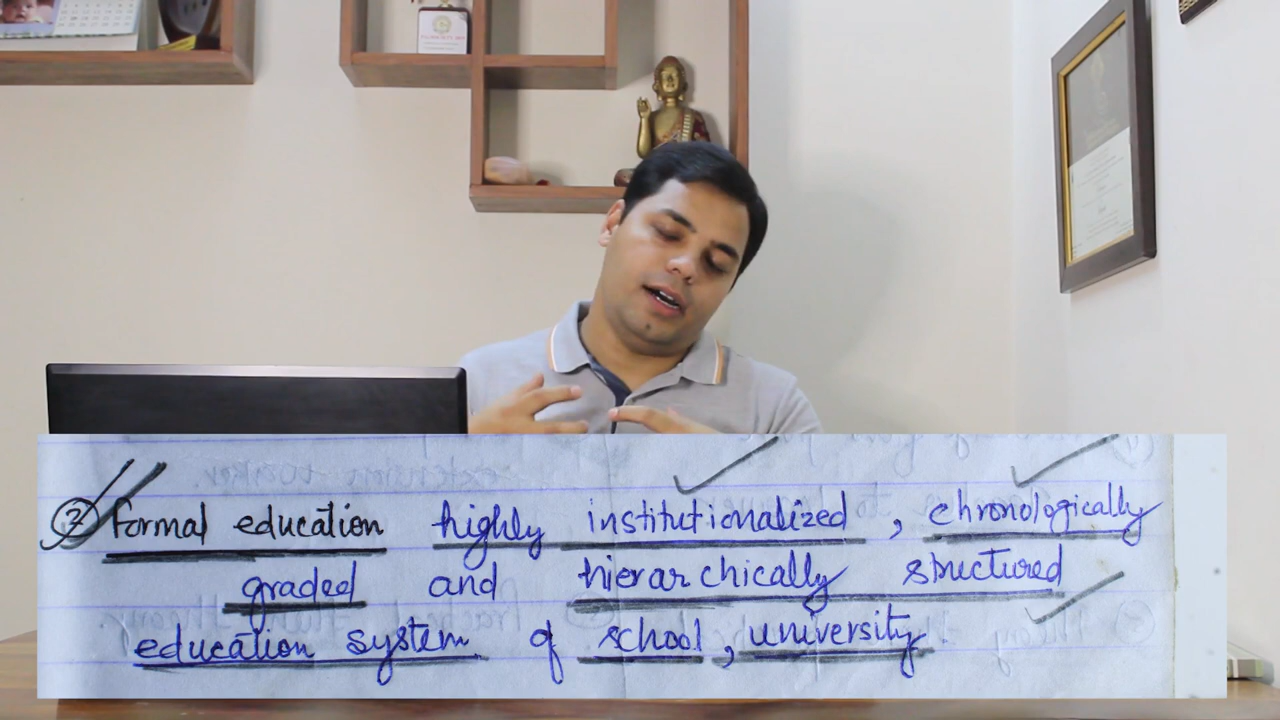 ② formal education highly institutionalized, chronologically
graded and hierarchically structured
education system of school, university.